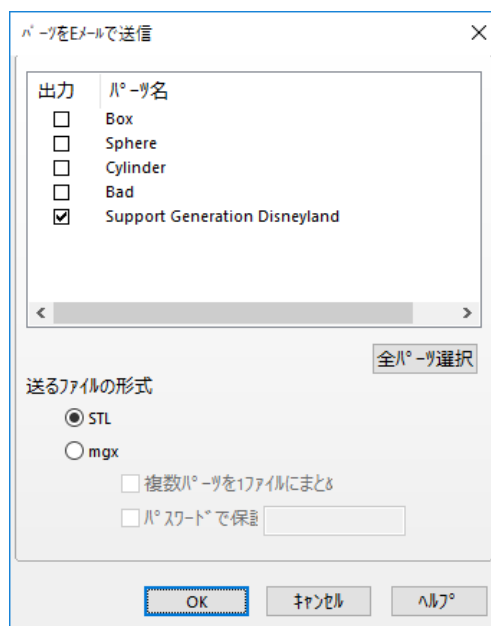 ﾊﾟｰﾂをEﾒｰﾙで送信
出力 ﾊﾟｰﾂ名
Box
Sphere
Cylinder
Bad
Support Generation Disneyland
全ﾊﾟｰﾂ選択
送るﾌｧｲﾙの形式
STL
mgx
複数ﾊﾟｰﾂを1ﾌｧｲﾙにまと
ﾊﾟｽﾜｰﾄﾞで保
OK ｷｬﾝｾﾙ ﾍﾙﾌﾟ